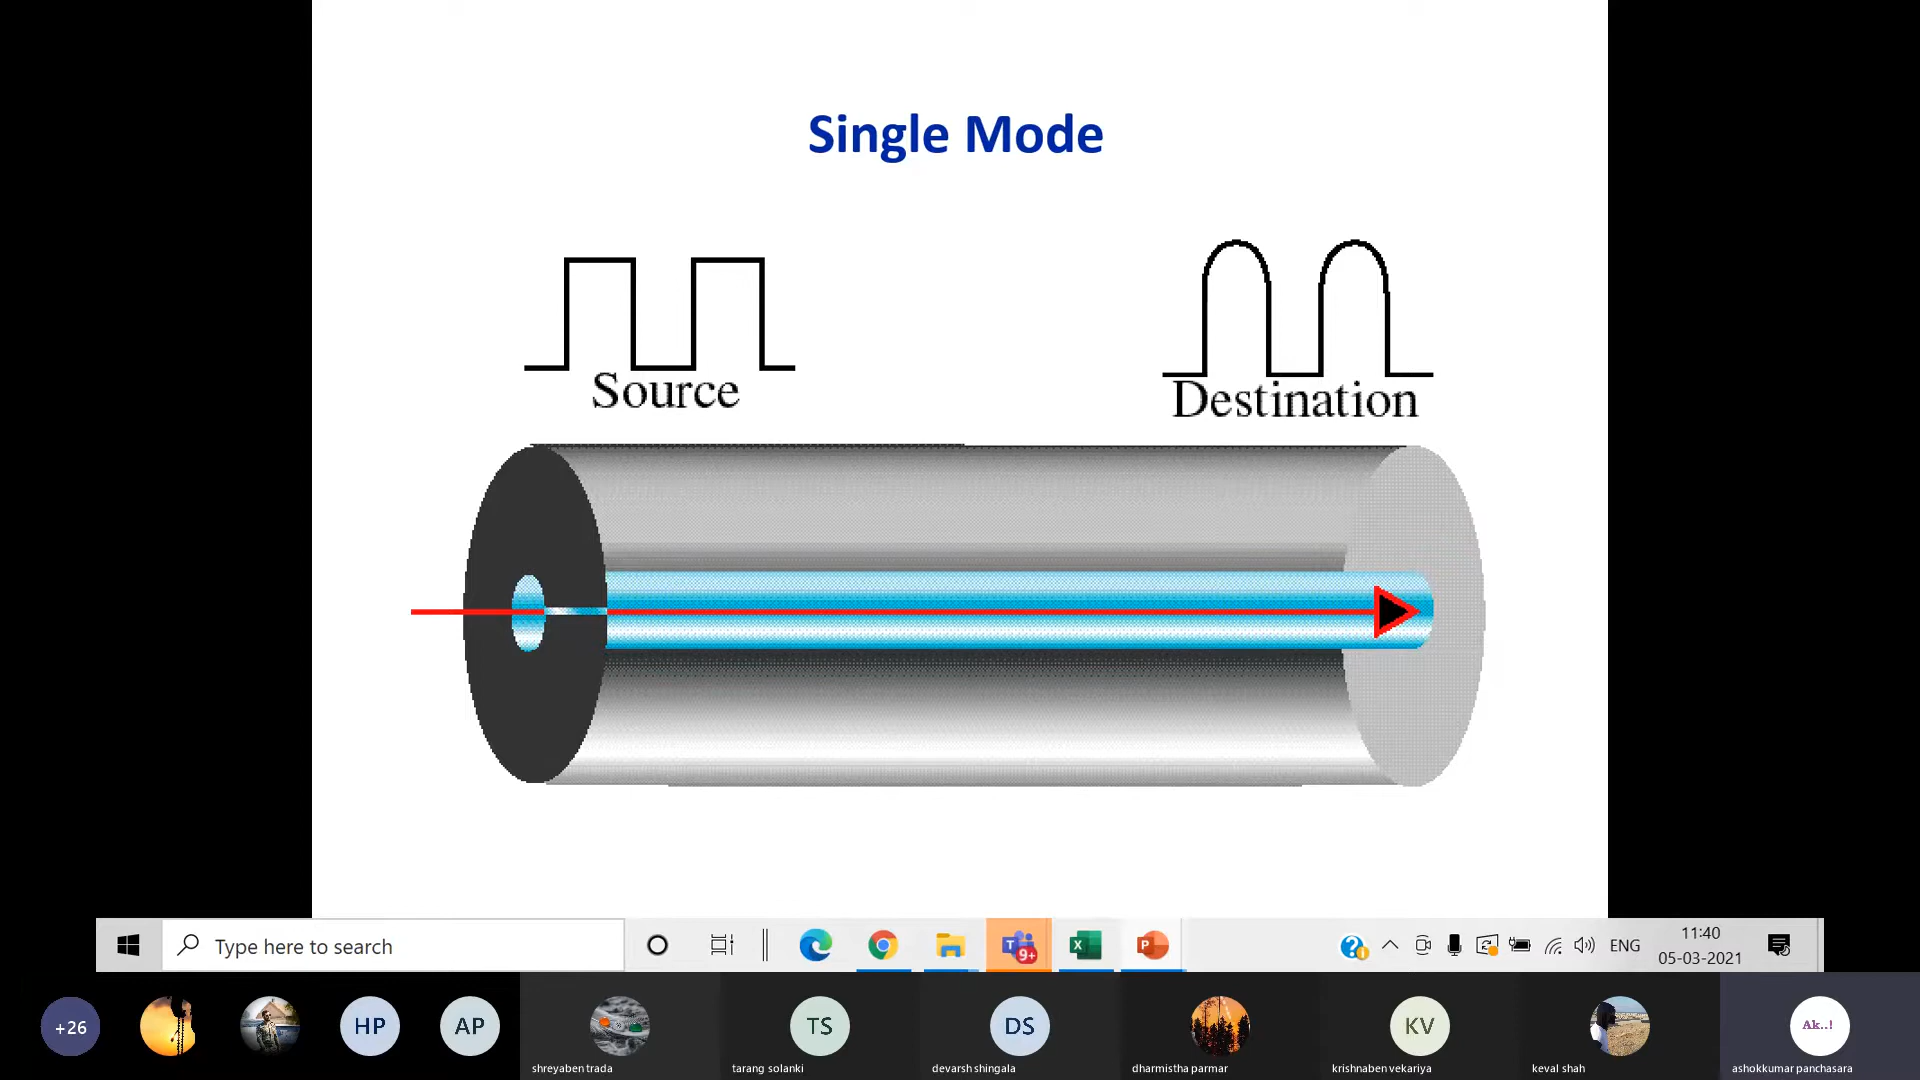 Single Mode
Source
Destination
Type here to search
T
9+
X
P
ENG
11:40
05-03-2021
+26
HP
AP
TS
DS
KV
Ak..!
shreyaben trada
tarang solanki
devarsh shingala
dharmistha parmar
krishnaben vekariya
keval shah
ashokkumar panchasara